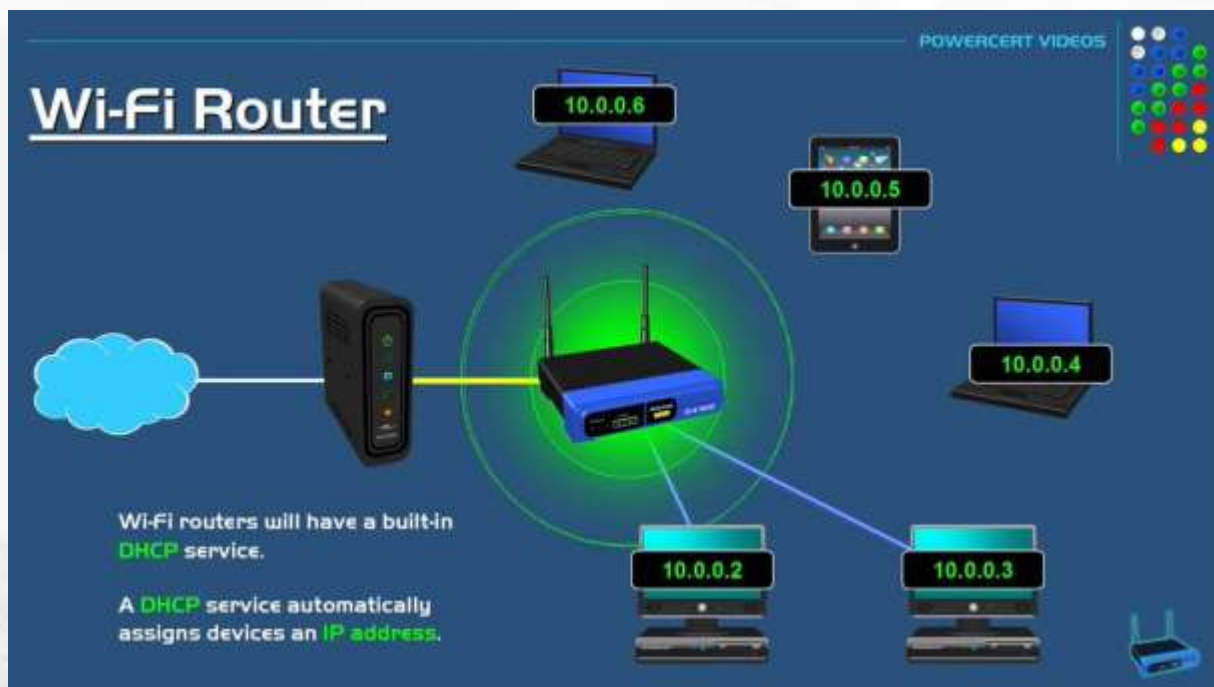 POWERCERT VIDEOS
Wi-Fi Router
10.0.0.6
10.0.0.5
10.0.0.4
10.0.0.2
10.0.0.3
Wi-Fi routers will have a built-in
DHCP service.
A DHCP service automatically
assigns devices an IP address.